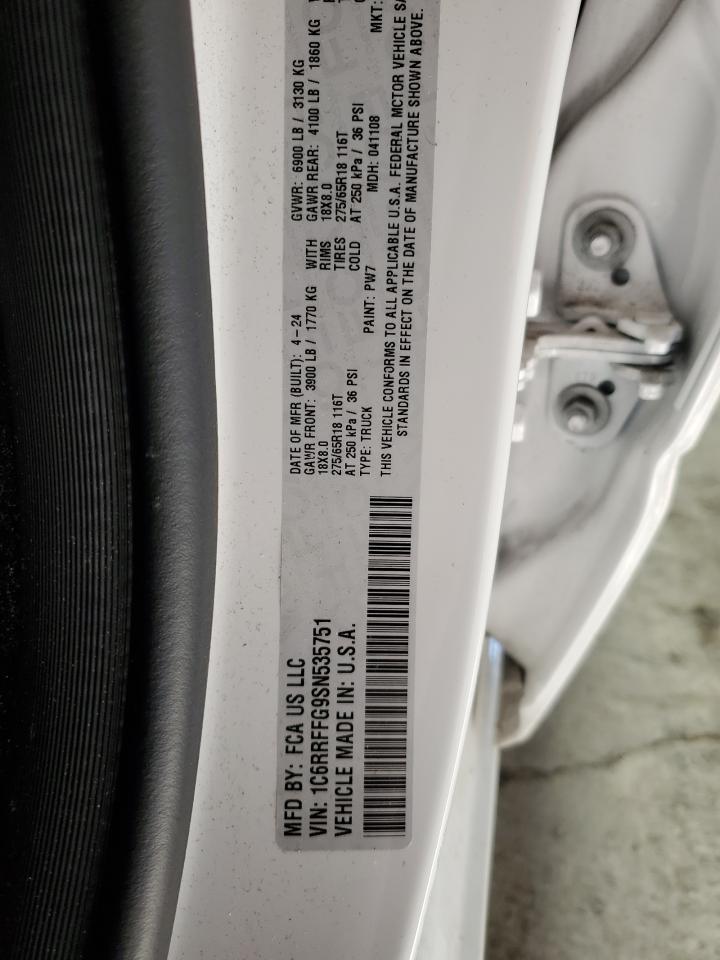 MFD BY: FCA US LLC
VIN: 1C6RRFFG9SN535751
VEHICLE MADE IN: U.S.A.
DATE OF MFR (BUILT): 4-24 GVWR: 6900 LB / 3130 KG
GAWR FRONT: 3900 LB / 1770 KG WITH GAWR REAR: 4100 LB / 1860 KG
18X8.0 RIMS 18X8.0
275/65R18 116T TIRES 275/65R18 116T
AT 250 kPa / 36 PSI COLD AT 250 kPa / 36 PSI
TYPE: TRUCK PAINT: PW7 MDH: 041108 MKT:
THIS VEHICLE CONFORMS TO ALL APPLICABLE U.S.A. FEDERAL MOTOR VEHICLE
STANDARDS IN EFFECT ON THE DATE OF MANUFACTURE SHOWN ABOVE.